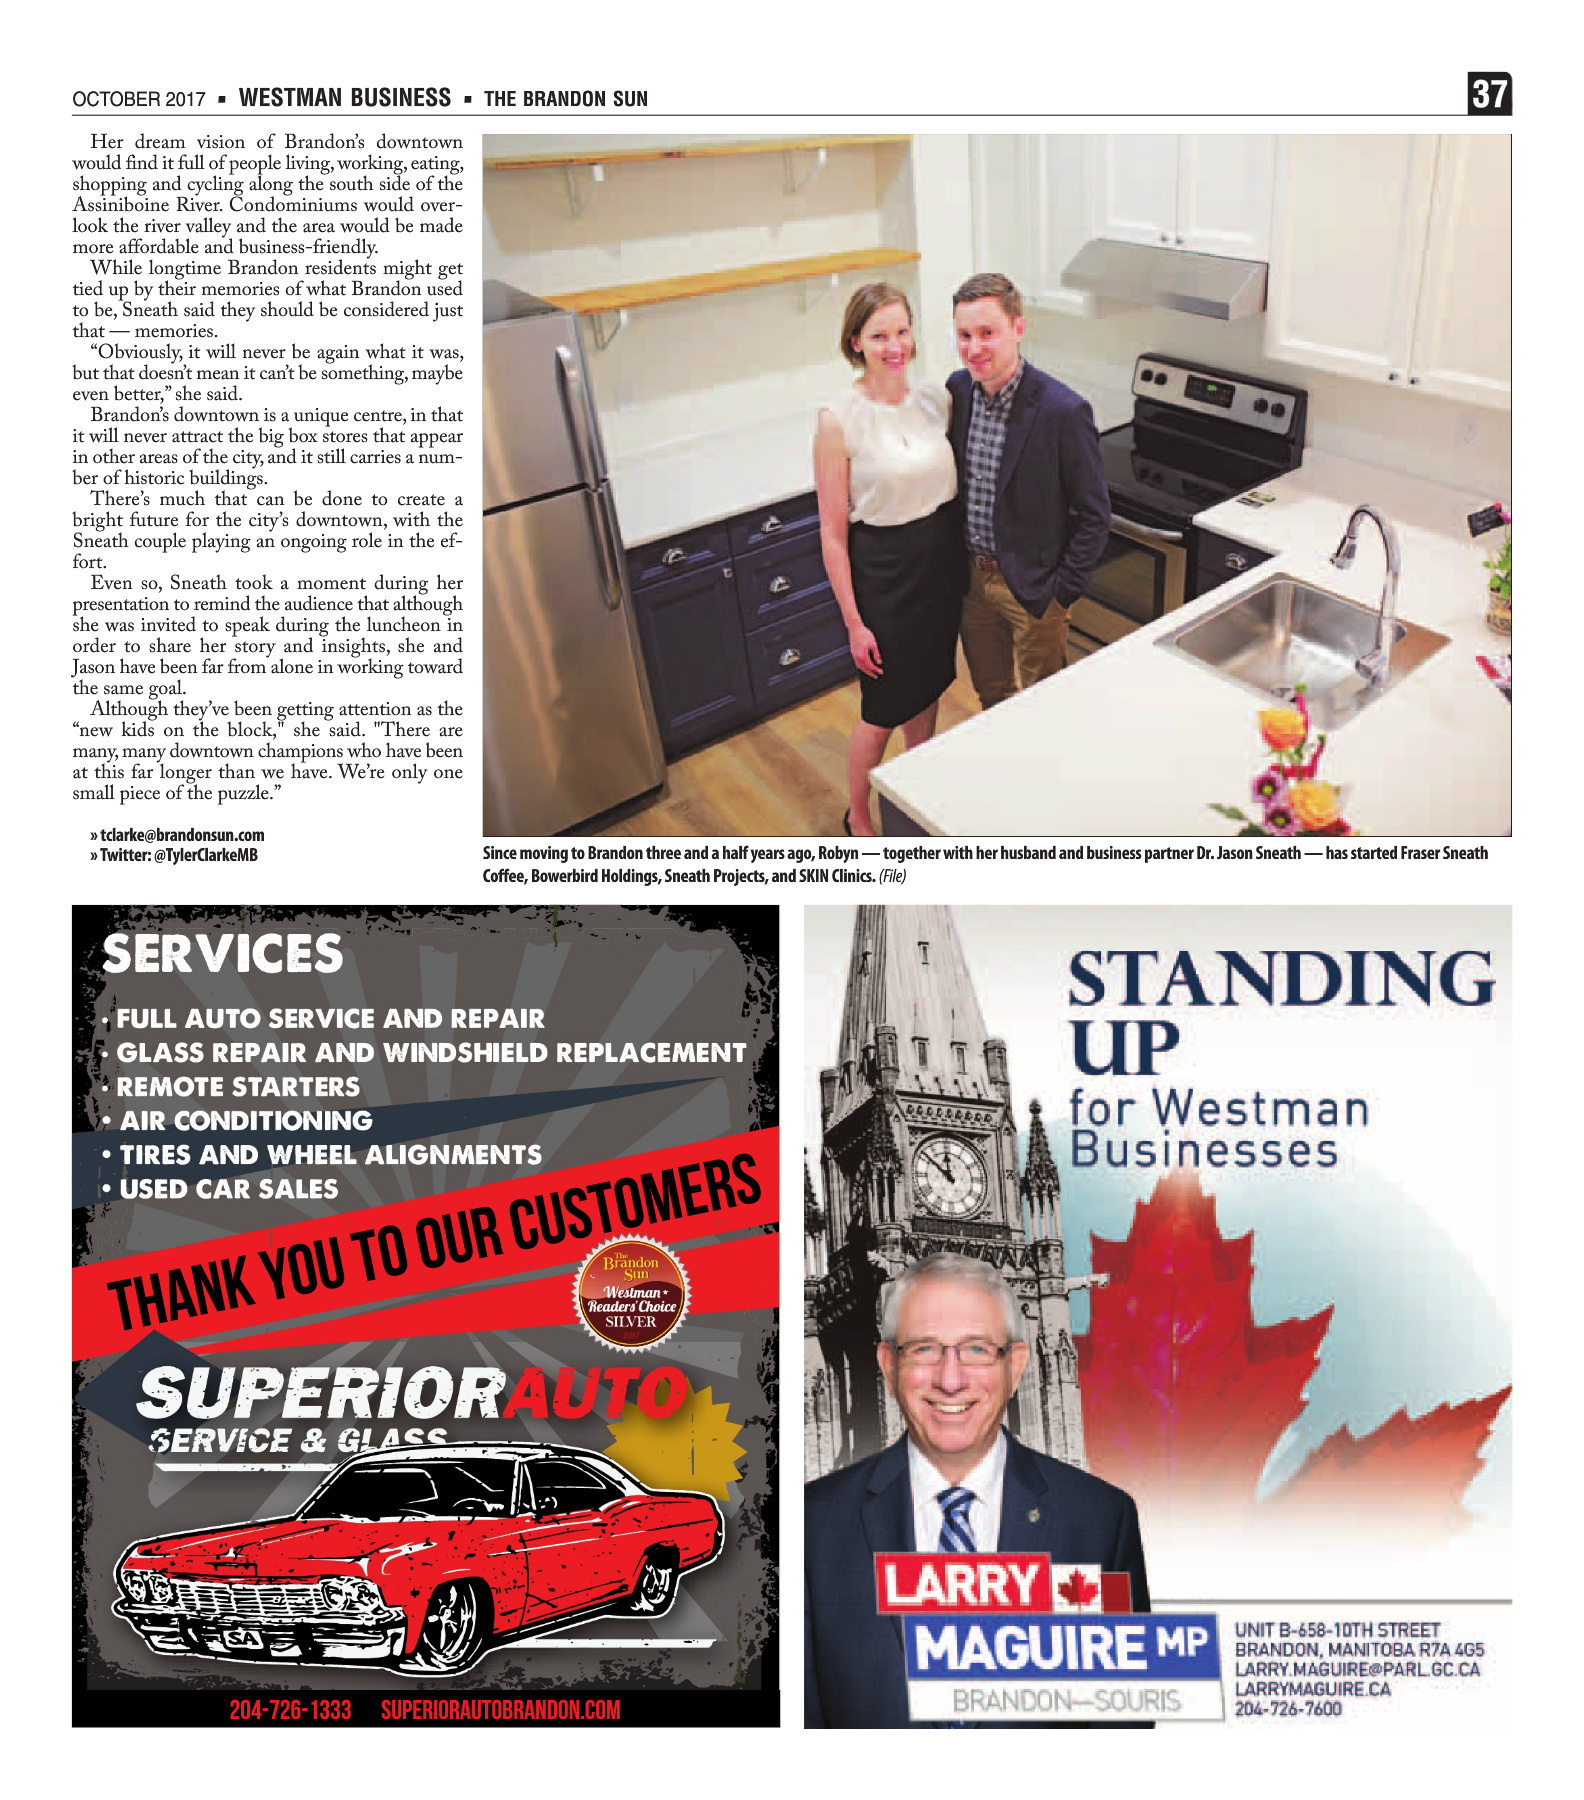 OCTOBER 2017 ▪ WESTMAN BUSINESS ▪ THE BRANDON SUN
37
Her dream vision of Brandon’s downtown
would find it full of people living, working, eating,
shopping and cycling along the south side of the
Assiniboine River. Condominiums would over-
look the river valley and the area would be made
more affordable and business-friendly.
While longtime Brandon residents might get
tied up by their memories of what Brandon used
to be, Sneath said they should be considered just
that — memories.
“Obviously, it will never be again what it was,
but that doesn’t mean it can’t be something, maybe
even better,” she said.
Brandon’s downtown is a unique centre, in that
it will never attract the big box stores that appear
in other areas of the city, and it still carries a num-
ber of historic buildings.
There’s much that can be done to create a
bright future for the city’s downtown, with the
Sneath couple playing an ongoing role in the ef-
fort.
Even so, Sneath took a moment during her
presentation to remind the audience that although
she was invited to speak during the luncheon in
order to share her story and insights, she and
Jason have been far from alone in working toward
the same goal.
Although they’ve been getting attention as the
“new kids on the block," she said. "There are
many, many downtown champions who have been
at this far longer than we have. We’re only one
small piece of the puzzle.”
» tclarke@brandonsun.com
» Twitter: @TylerClarkeMB
Since moving to Brandon three and a half years ago, Robyn — together with her husband and business partner Dr. Jason Sneath — has started Fraser Sneath
Coffee, Bowerbird Holdings, Sneath Projects, and SKIN Clinics. (File)
SERVICES
· FULL AUTO SERVICE AND REPAIR
· GLASS REPAIR AND WINDSHIELD REPLACEMENT
· REMOTE STARTERS
• AIR CONDITIONING
• TIRES AND WHEEL ALIGNMENTS
• USED CAR SALES
THANK YOU TO OUR CUSTOMERS
The
Brandon
Sun
Westman
Readers' Choice
SILVER
2017
SUPERIORAUTO
SERVICE & GLASS
SA
204-726-1333 SUPERIORAUTOBRANDON.COM
STANDING
UP
for Westman
Businesses
LARRY
MAGUIRE MP
BRANDON—SOURIS
UNIT B-658-10TH STREET
BRANDON, MANITOBA R7A 4G5
LARRY.MAGUIRE@PARL.GC.CA
LARRYMAGUIRE.CA
204-726-7600